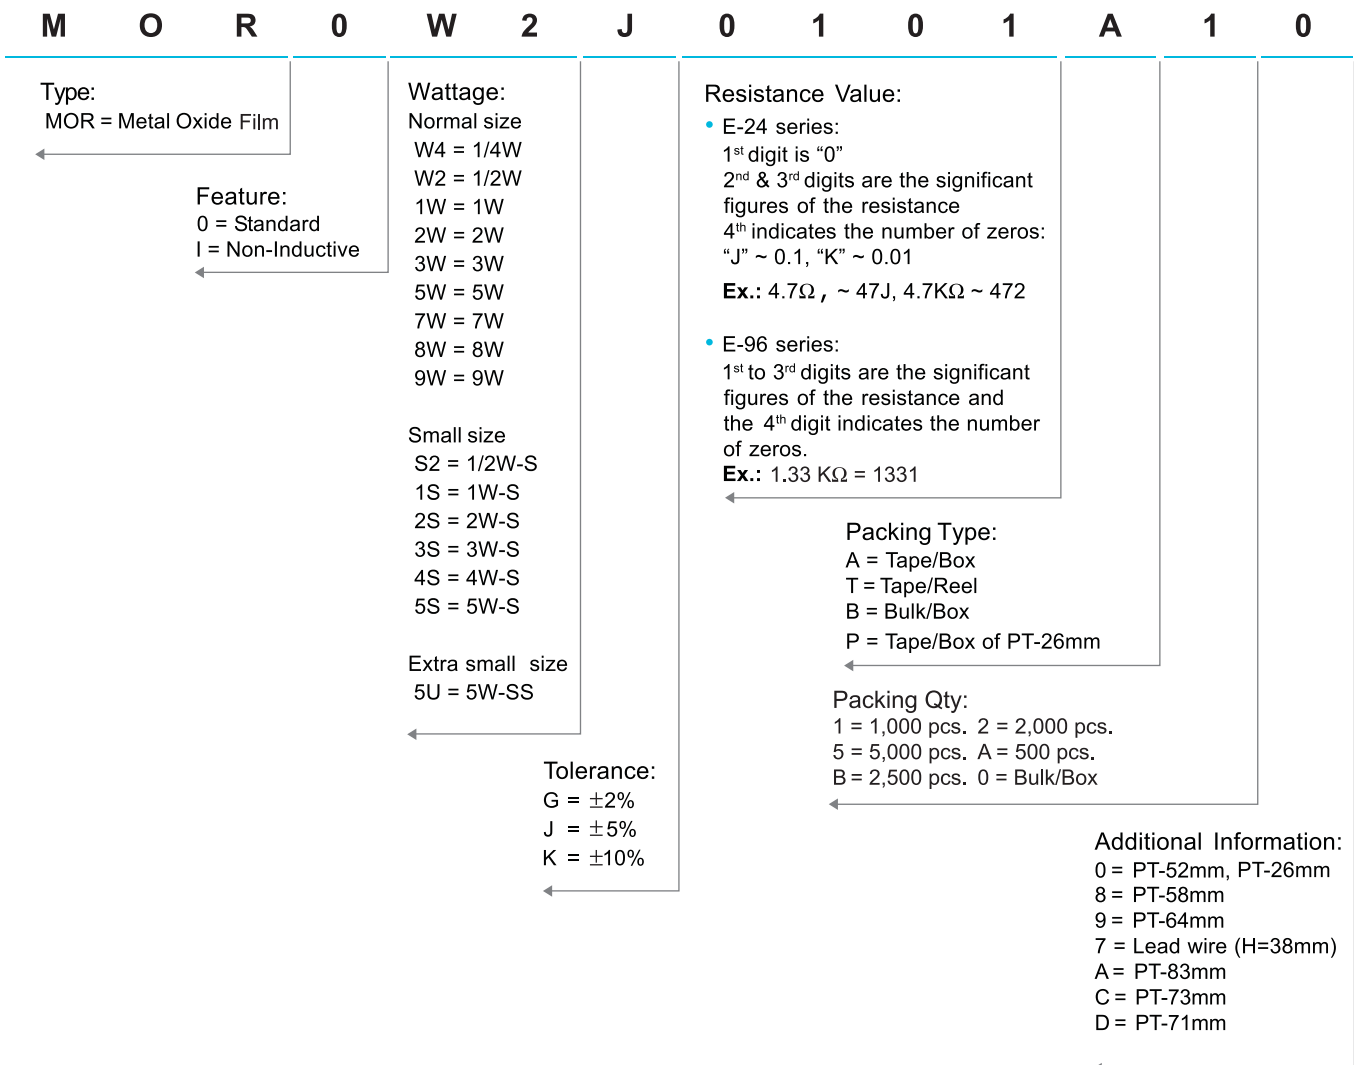 M O R 0 W 2 J 0 1 0 1 A 1 0
Type:
MOR = Metal Oxide Film
Feature:
0 = Standard
I = Non-Inductive
Wattage:
Normal size
W4 = 1/4W
W2 = 1/2W
1W = 1W
2W = 2W
3W = 3W
5W = 5W
7W = 7W
8W = 8W
9W = 9W
Small size
S2 = 1/2W-S
1S = 1W-S
2S = 2W-S
3S = 3W-S
4S = 4W-S
5S = 5W-S
Extra small size
5U = 5W-SS
Tolerance:
G = ±2%
J = ±5%
K = ±10%
Resistance Value:
• E-24 series:
1st digit is “0”
2nd & 3rd digits are the significant
figures of the resistance
4th indicates the number of zeros:
“J” ~ 0.1, “K” ~ 0.01
Ex.: 4.7Ω , ~ 47J, 4.7KΩ ~ 472
• E-96 series:
1st to 3rd digits are the significant
figures of the resistance and
the 4th digit indicates the number
of zeros.
Ex.: 1.33 KΩ = 1331
Packing Type:
A = Tape/Box
T = Tape/Reel
B = Bulk/Box
P = Tape/Box of PT-26mm
Packing Qty:
1 = 1,000 pcs. 2 = 2,000 pcs.
5 = 5,000 pcs. A = 500 pcs.
B = 2,500 pcs. 0 = Bulk/Box
Additional Information:
0 = PT-52mm, PT-26mm
8 = PT-58mm
9 = PT-64mm
7 = Lead wire (H=38mm)
A = PT-83mm
C = PT-73mm
D = PT-71mm